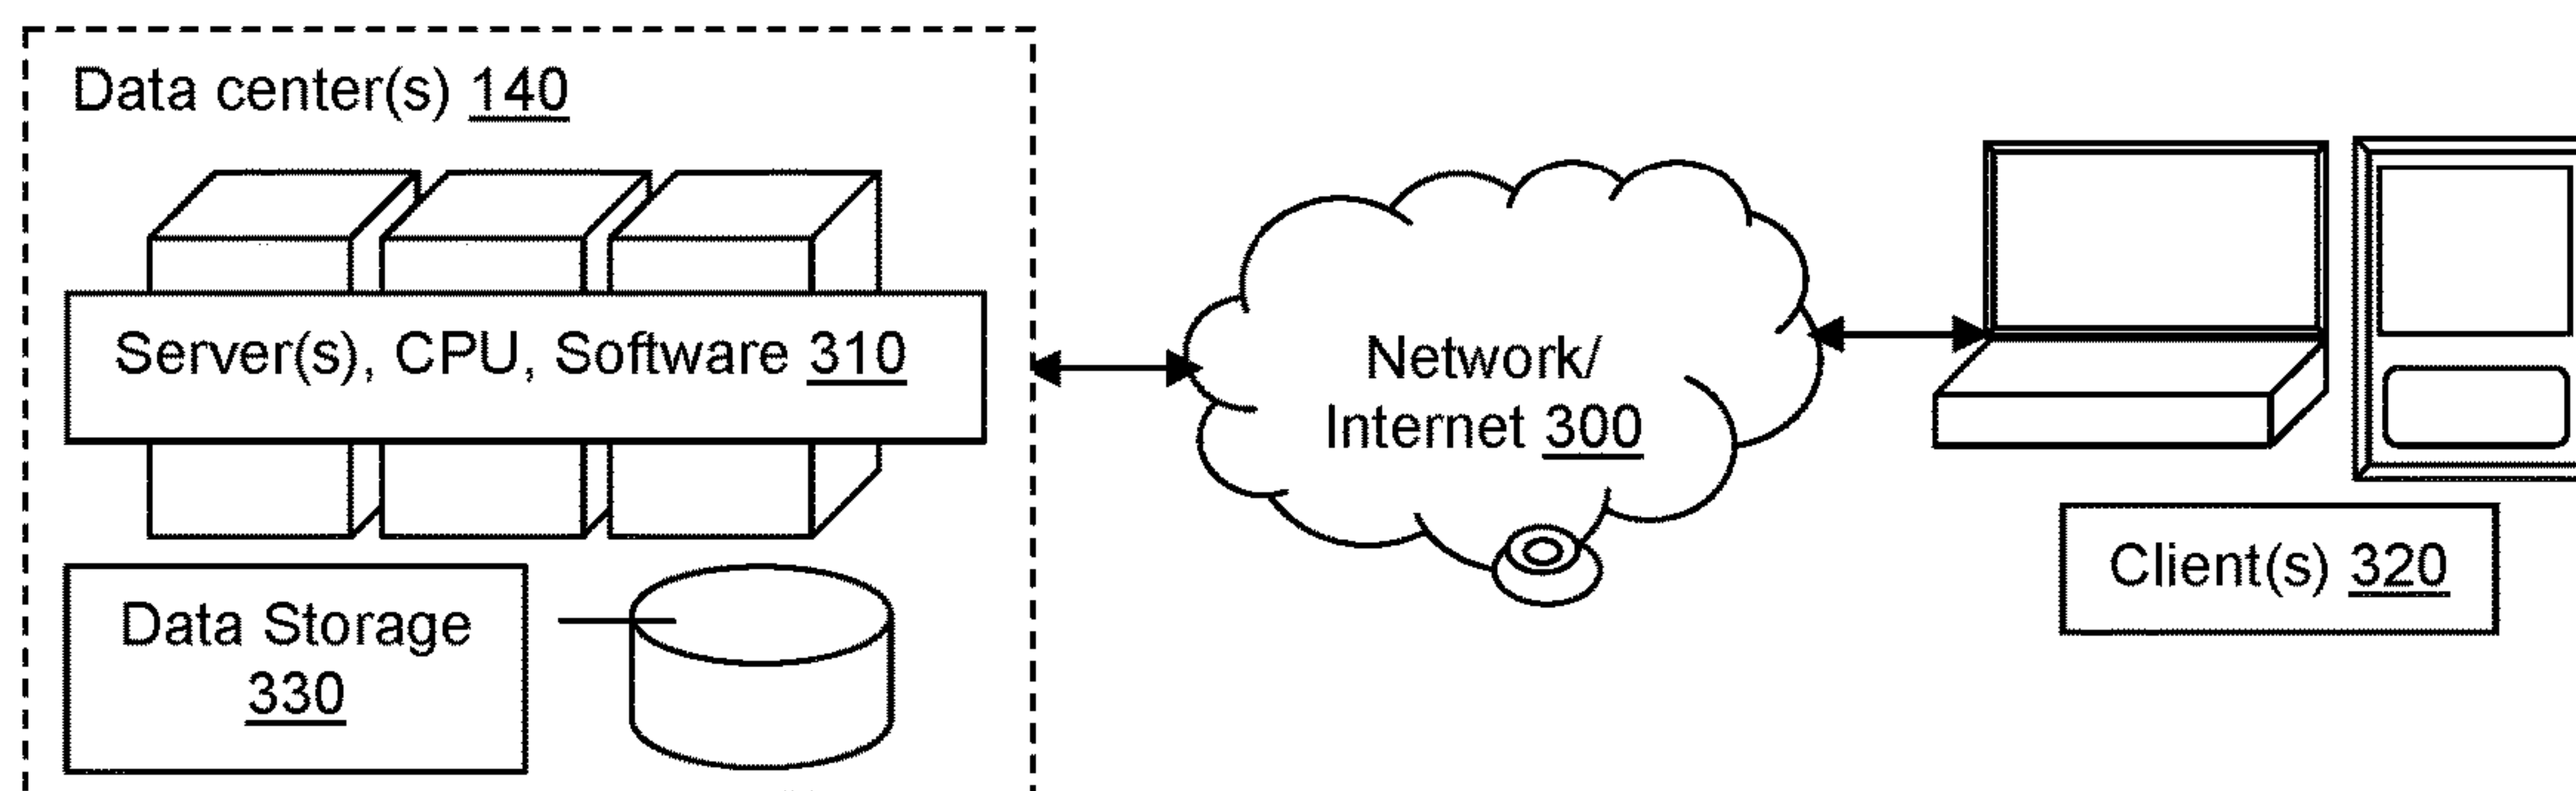 Data center(s) 140
Server(s), CPU, Software 310
Data Storage
330
Network/
Internet 300
Client(s) 320